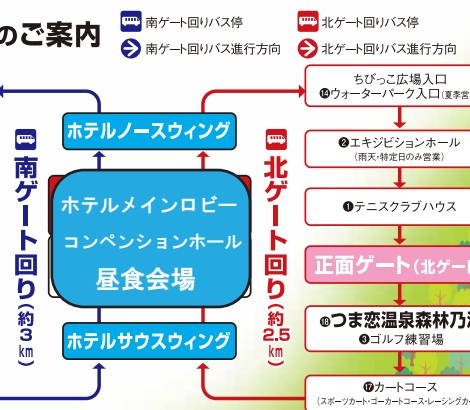 のご案内
南ゲート回りバス停
南ゲート回りバス進行方向
北ゲート回りバス停
北ゲート回りバス進行方向
南ゲート回り(約3km)
ホテルノースウィング
ホテルメインロビー
コンペンションホール
昼食会場
ホテルサウスウィング
北ゲート回り(約2.5km)
ちびっこ広場入口
⓮ウォーターパーク入口(夏季営
❷エキジビションホール
(雨天・特定日のみ営業)
❶テニスクラブハウス
正面ゲート(北ゲー
⓲つま恋温泉森林乃
❸ゴルフ練習場
⓱カートコース
(スポーツカート・ゴーカートコース・レーシングカ